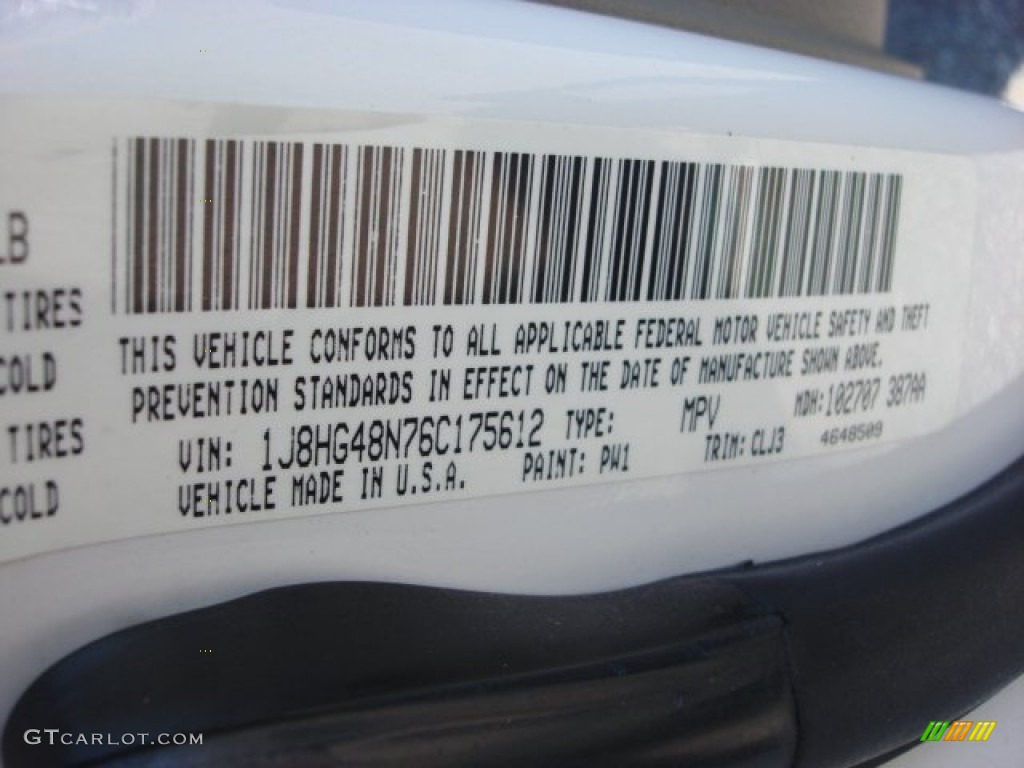 LB
TIRES
COLD
TIRES
COLD
THIS VEHICLE CONFORMS TO ALL APPLICABLE FEDERAL MOTOR VEHICLE SAFETY AND THEFT
PREVENTION STANDARDS IN EFFECT ON THE DATE OF MANUFACTURE SHOWN ABOVE.
VIN: 1J8HG48N76C175612 TYPE: MPV MDH:102707 387AA
VEHICLE MADE IN U.S.A. PAINT: PW1 TRIM: CLJ3 4648509
GTCARLOT.COM